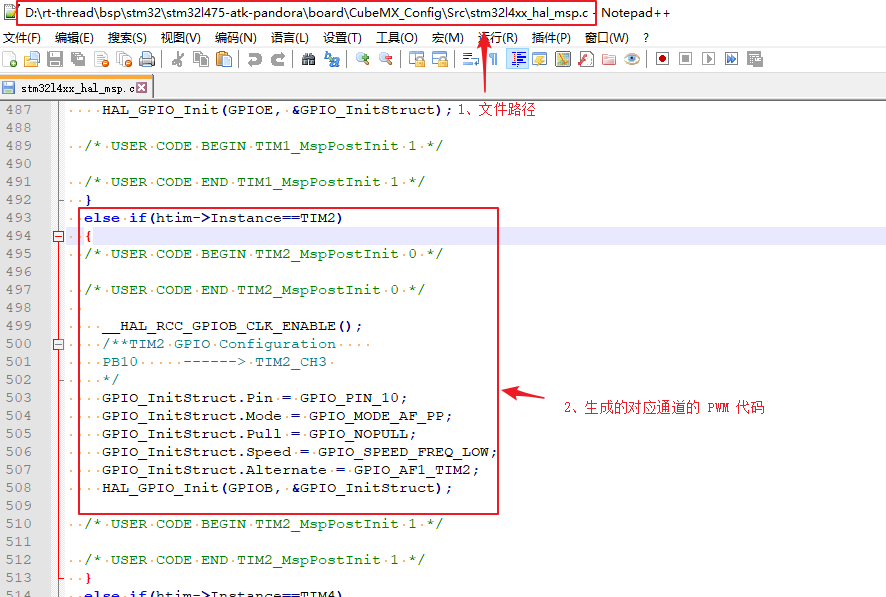 D:\rt-thread\bsp\stm32\stm32l475-atk-pandora\board\CubeMX_Config\Src\stm32l4xx_hal_msp.c - Notepad++
文件(F) 编辑(E) 搜索(S) 视图(V) 编码(N) 语言(L) 设置(T) 工具(O) 宏(M) 运行(R) 插件(P) 窗口(W) ?
stm32l4xx_hal_msp.c
487 HAL_GPIO_Init(GPIOE, &GPIO_InitStruct); 1、文件路径
488
489 /* USER CODE BEGIN TIM1_MspPostInit 1 */
490
491 /* USER CODE END TIM1_MspPostInit 1 */
492 }
493 else if(htim->Instance==TIM2)
494 {
495 /* USER CODE BEGIN TIM2_MspPostInit 0 */
496
497 /* USER CODE END TIM2_MspPostInit 0 */
498
499 __HAL_RCC_GPIOB_CLK_ENABLE();
500 /**TIM2 GPIO Configuration
501 PB10 ------> TIM2_CH3
502 */
503 GPIO_InitStruct.Pin = GPIO_PIN_10;
504 GPIO_InitStruct.Mode = GPIO_MODE_AF_PP;
2、生成的对应通道的 PWM 代码
505 GPIO_InitStruct.Pull = GPIO_NOPULL;
506 GPIO_InitStruct.Speed = GPIO_SPEED_FREQ_LOW;
507 GPIO_InitStruct.Alternate = GPIO_AF1_TIM2;
508 HAL_GPIO_Init(GPIOB, &GPIO_InitStruct);
509
510 /* USER CODE BEGIN TIM2_MspPostInit 1 */
511
512 /* USER CODE END TIM2_MspPostInit 1 */
513 }
514 else if(htim->Instance==TIM4)